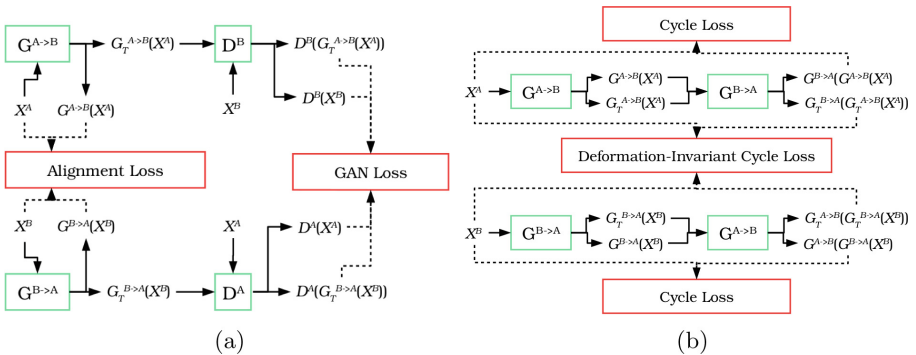 G^{A->B}
G_T^{A->B}(X^A)
D^B
D^B(G_T^{A->B}(X^A))
X^A
G^{A->B}(X^A)
X^B
D^B(X^B)
Alignment Loss
GAN Loss
X^B
G^{B->A}(X^B)
X^A
D^A(X^A)
G^{B->A}
G_T^{B->A}(X^B)
D^A
D^A(G_T^{B->A}(X^B))
(a)
Cycle Loss
X^A
G^{A->B}
G^{A->B}(X^A)
G_T^{A->B}(X^A)
G^{B->A}
G^{B->A}(G^{A->B}(X^A)
G_T^{B->A}(G_T^{A->B}(X^A))
Deformation-Invariant Cycle Loss
X^B
G^{B->A}
G_T^{B->A}(X^B)
G^{B->A}(X^B)
G^{A->B}
G_T^{A->B}(G_T^{B->A}(X^B))
G^{A->B}(G^{B->A}(X^B)
Cycle Loss
(b)